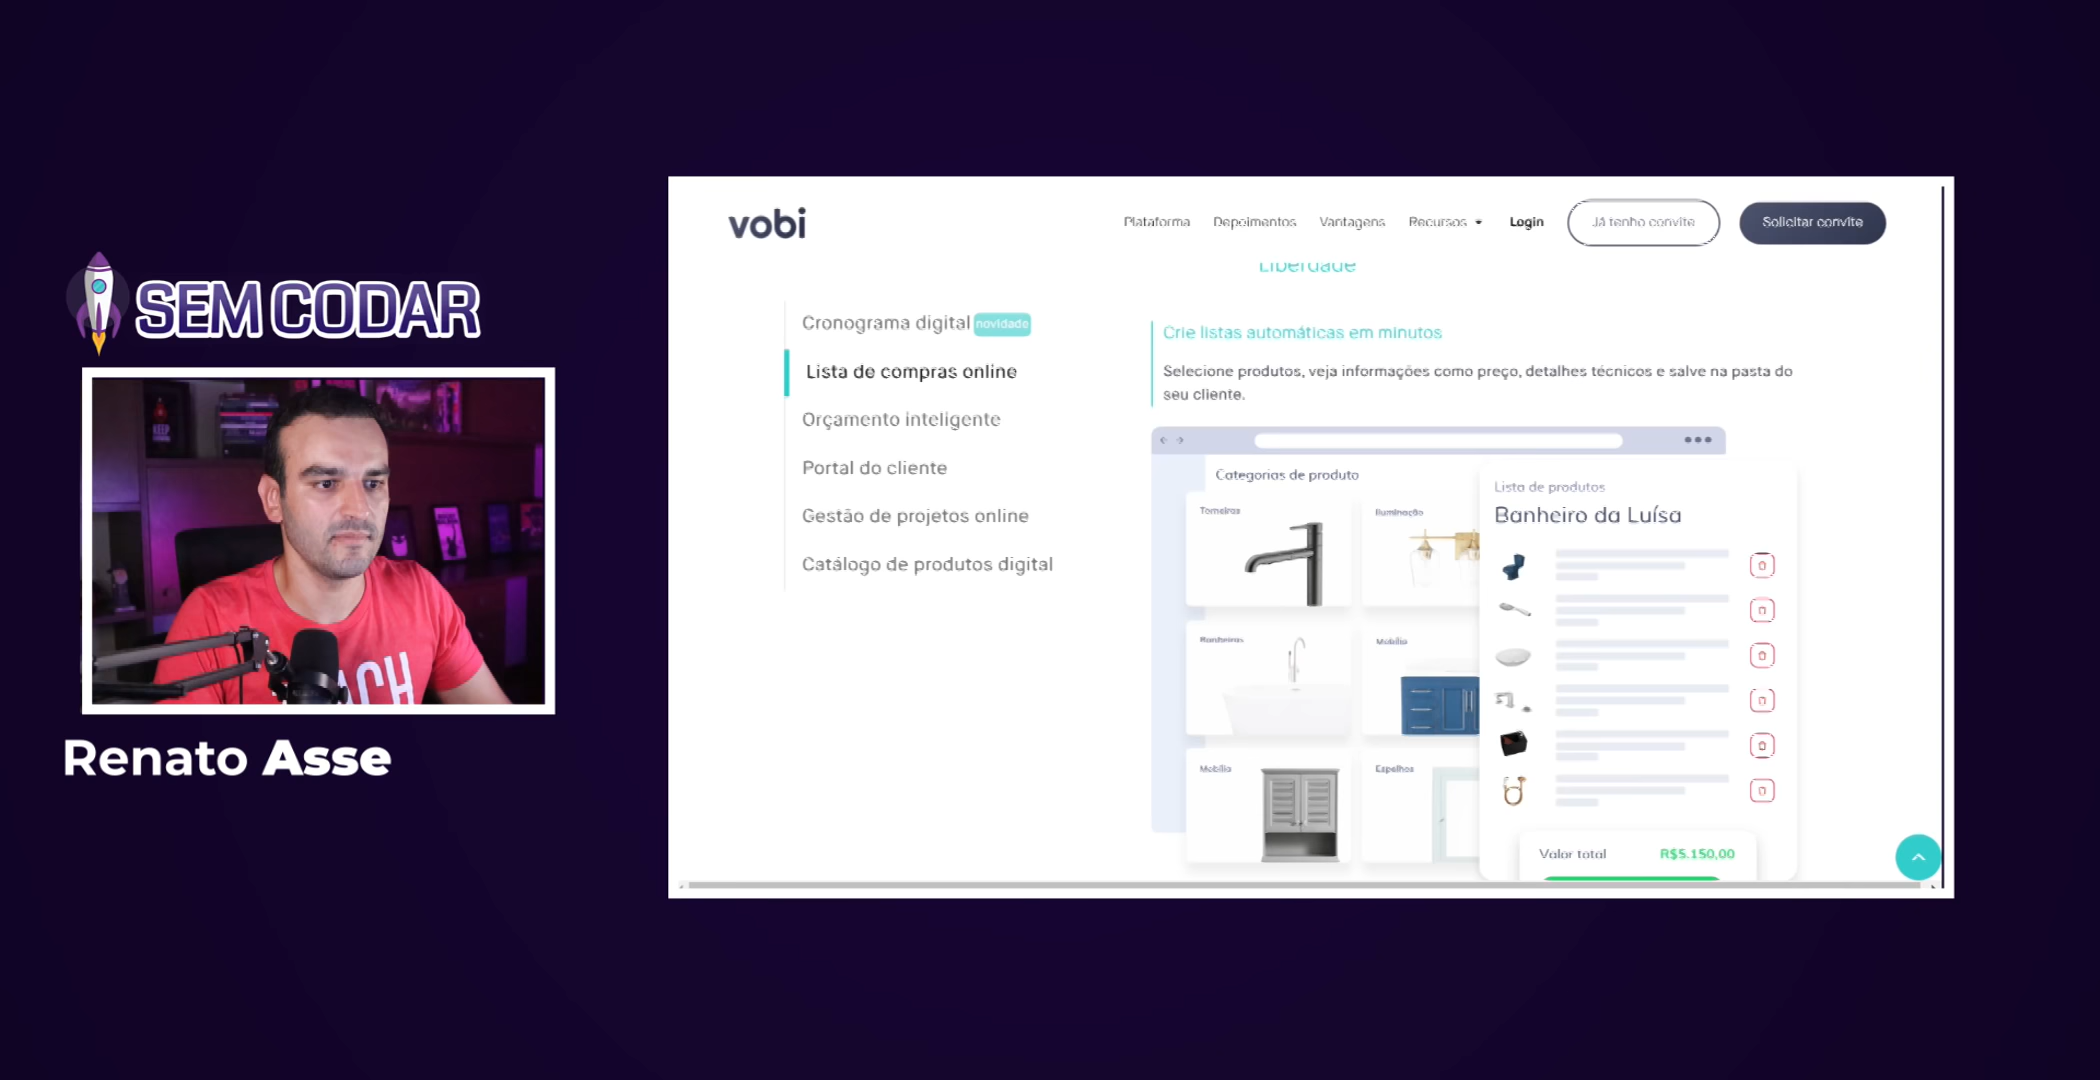 SEM CODAR
Renato Asse
vobi
Plataforma
Depoimentos
Vantagens
Recursos
Login
Já tenho convite
Solicitar convite
Liberdade
Cronograma digital novidade
Lista de compras online
Orçamento inteligente
Portal do cliente
Gestão de projetos online
Catálogo de produtos digital
Crie listas automáticas em minutos
Selecione produtos, veja informações como preço, detalhes técnicos e salve na pasta do
seu cliente.
Categorias de produto
Torneiras
Iluminação
Banheiras
Mobília
Mobília
Espelhos
Lista de produtos
Banheiro da Luísa
Valor total
R$5.150,00